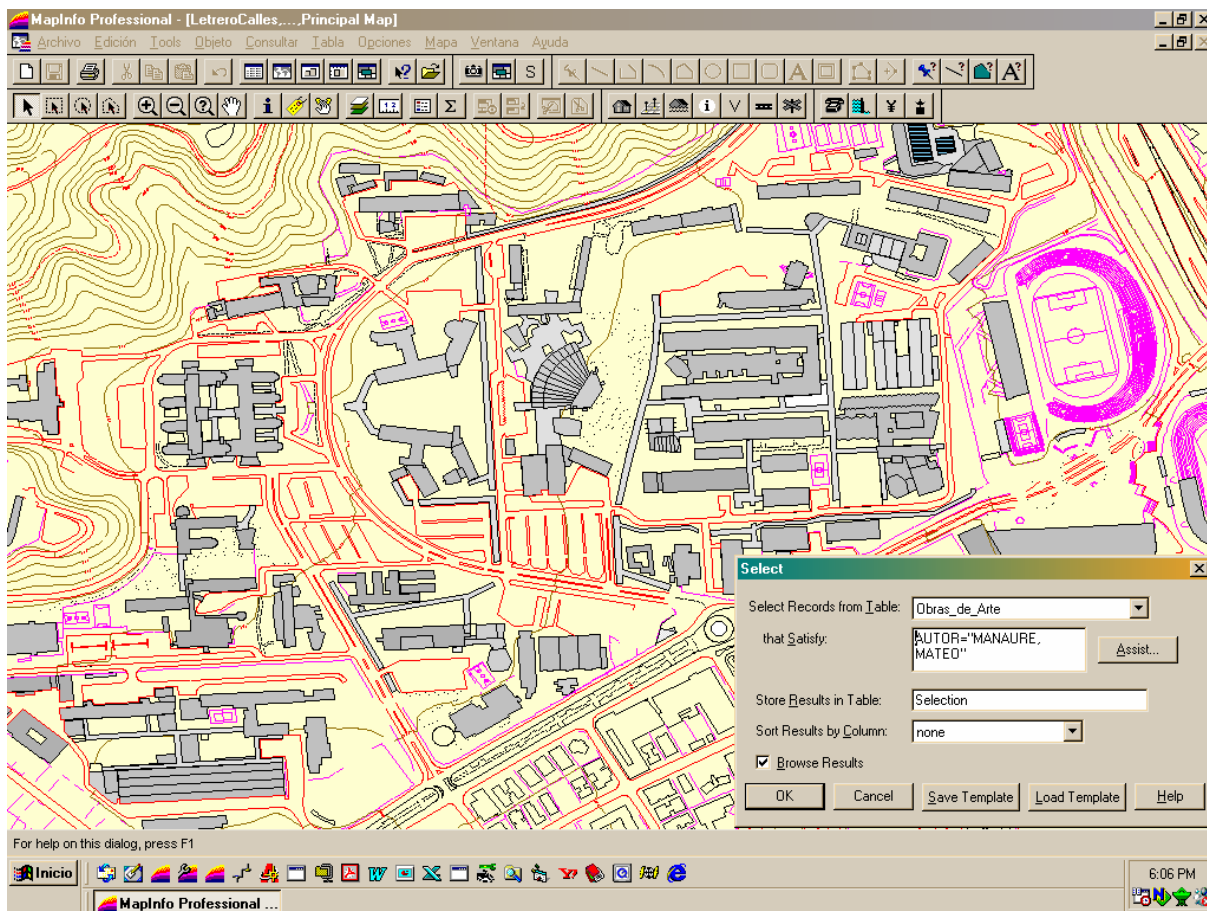 MapInfo Professional - [LetreroCalles,...,Principal Map]
Archivo Edición Tools Objeto Consultar Tabla Opciones Mapa Ventana Ayuda
S
A
A?
i Σ i V ¥
Select
Select Records from Table: Obras_de_Arte
that Satisfy: AUTOR="MANAURE,
MATEO"
Assist...
Store Results in Table: Selection
Sort Results by Column: none
Browse Results
OK Cancel Save Template Load Template Help
For help on this dialog, press F1
Inicio
6:06 PM
MapInfo Professional ...